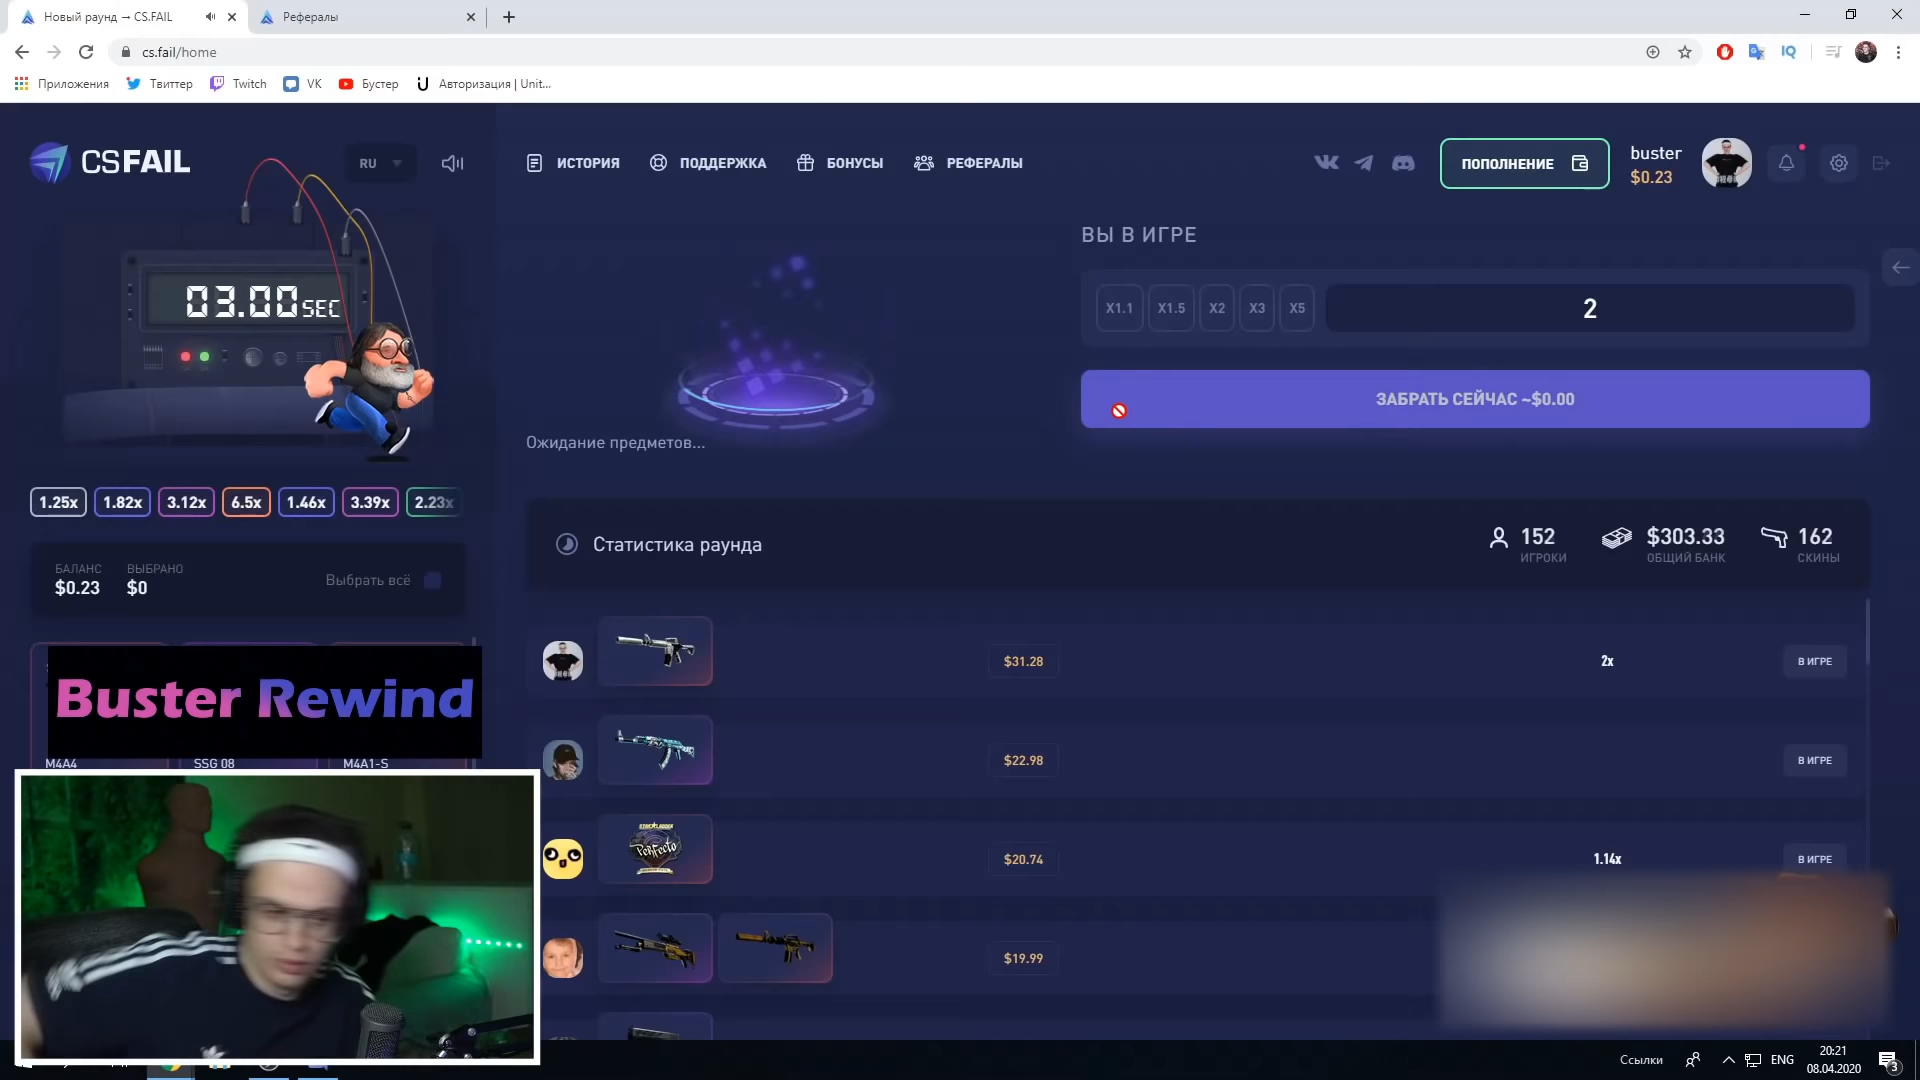 Новый раунд → CS.FAIL
Рефералы
cs.fail/home
Приложения
Твиттер
Twitch
VK
Бустер
Авторизация | Unit...
CSFAIL
RU
ИСТОРИЯ
ПОДДЕРЖКА
БОНУСЫ
РЕФЕРАЛЫ
ПОПОЛНЕНИЕ
buster
$0.23
03.00 SEC
ВЫ В ИГРЕ
X1.1
X1.5
X2
X3
X5
2
ЗАБРАТЬ СЕЙЧАС ~$0.00
Ожидание предметов...
1.25x
1.82x
3.12x
6.5x
1.46x
3.39x
2.23x
БАЛАНС
$0.23
ВЫБРАНО
$0
Выбрать всё
Статистика раунда
152
ИГРОКИ
$303.33
ОБЩИЙ БАНК
162
СКИНЫ
$31.28
2x
В ИГРЕ
$22.98
В ИГРЕ
Perfecto
$20.74
1.14x
В ИГРЕ
$19.99
Buster Rewind
M4A4
SSG 08
M4A1-S
Ссылки
ENG
20:21
08.04.2020
3